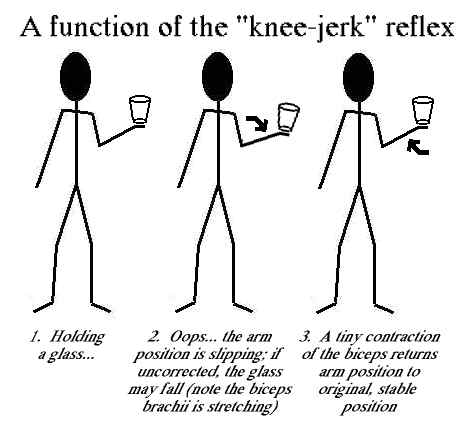 A function of the "knee-jerk" reflex
1. Holding
a glass...
2. Oops... the arm
position is slipping; if
uncorrected, the glass
may fall (note the biceps
brachii is stretching)
3. A tiny contraction
of the biceps returns
arm position to
original, stable
position